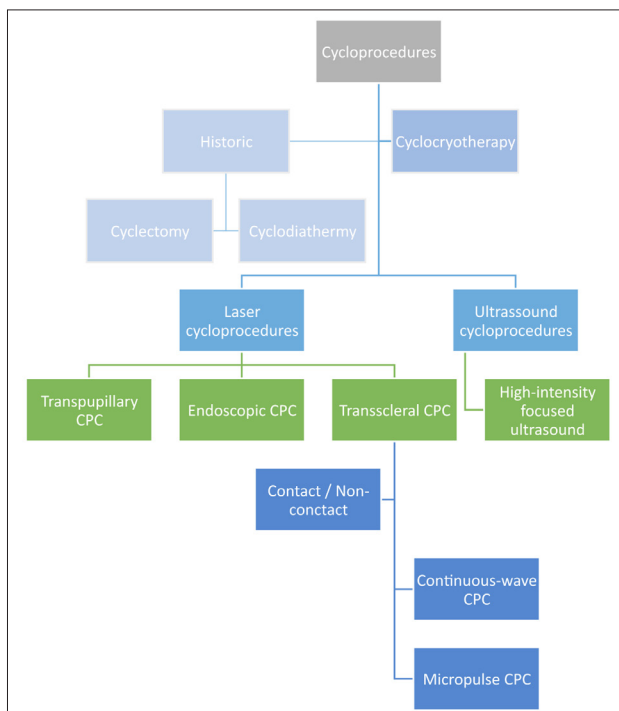 Cycloprocedures
Historic
Cyclocryotherapy
Cyclectomy
Cyclodiathermy
Laser
cycloprocedures
Ultrassound
cycloprocedures
Transpupillary
CPC
Endoscopic CPC
Transscleral CPC
High-intensity
focused
ultrasound
Contact / Non-
conctact
Continuous-wave
CPC
Micropulse CPC